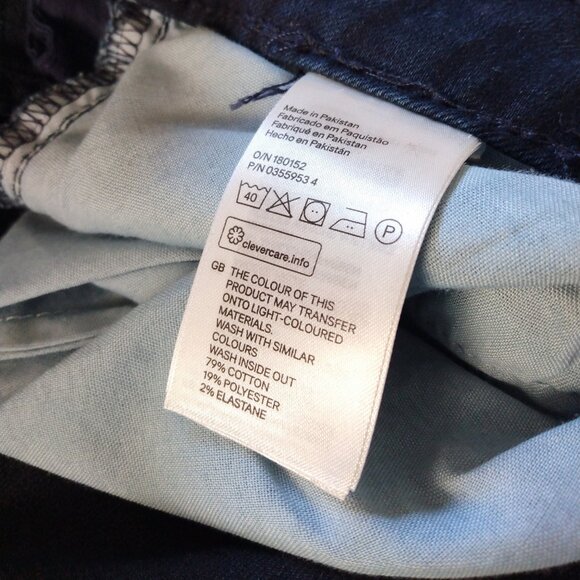 Made in Pakistan
Fabricado em Paquistão
Fabriqué en Pakistan
Hecho en Pakistán
O/N 180152
P/N 0355953 4
40 P
clevercare.info
GB THE COLOUR OF THIS
PRODUCT MAY TRANSFER
ONTO LIGHT-COLOURED
MATERIALS.
WASH WITH SIMILAR
COLOURS
WASH INSIDE OUT
79% COTTON
19% POLYESTER
2% ELASTANE